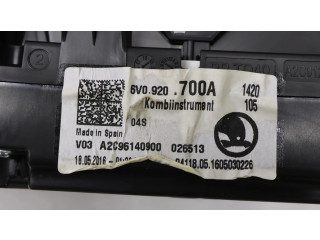 6V0.920 .700A 1420
Kombiinstrument 105
04S
Made in Spain
V03 A2C96140900 026513
18.05.2016 04118.05.1605030226